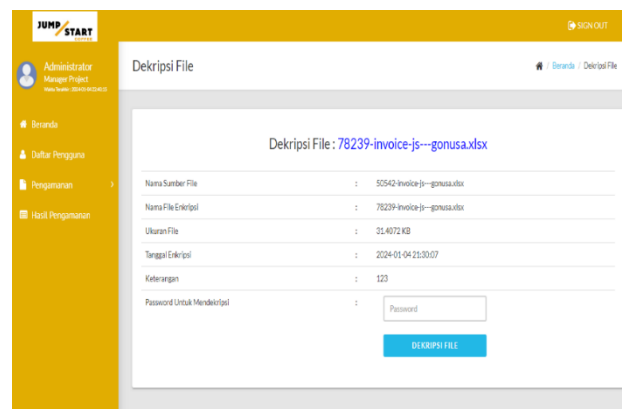 JUMP START
COFFEE
SIGN OUT
Administrator
Manager Project
Dekripsi File
/ Beranda / Dekripsi File
Beranda
Daftar Pengguna
Pengamanan
Hasil Pengamanan
Dekripsi File : 78239-invoice-js---gonusa.xlsx
Nama Sumber File : 50542-invoice-js---gonusa.xlsx
Nama File Enkripsi : 78239-invoice-js---gonusa.xlsx
Ukuran File : 31.4072 KB
Tanggal Enkripsi : 2024-01-04 21:30:07
Keterangan : 123
Password Untuk Mendekripsi : Password
DEKRIPSI FILE